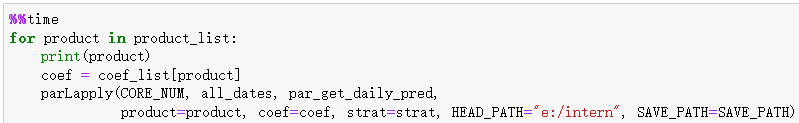 %%time
for product in product_list:
    print(product)
    coef = coef_list[product]
    parLapply(CORE_NUM, all_dates, par_get_daily_pred,
              product=product, coef=coef, strat=strat, HEAD_PATH="e:/intern", SAVE_PATH=SAVE_PATH)